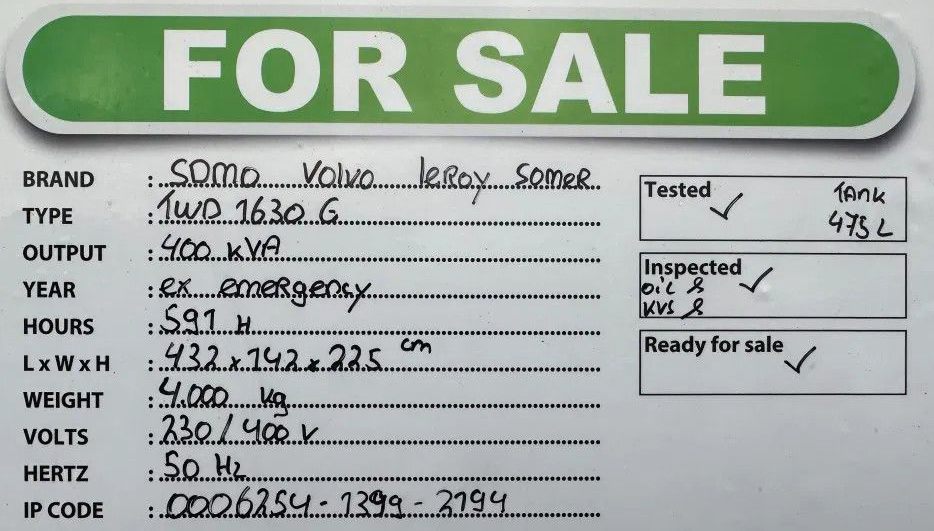 FOR SALE
BRAND : SDMO Volvo leRoy SomeR
TYPE : TWD 1630 G
OUTPUT : 400 KVA
YEAR : ex emeRgency
HOURS : 591 H
L x W x H : 432 x 142 x 225 cm
WEIGHT : 4.000 kg
VOLTS : 230 / 400 V
HERTZ : 50 Hz
IP CODE : 0006254 - 1399 - 2194
Tested ✓ TAnk
475 L
Inspected ✓
oil &
KVS &
Ready for sale ✓